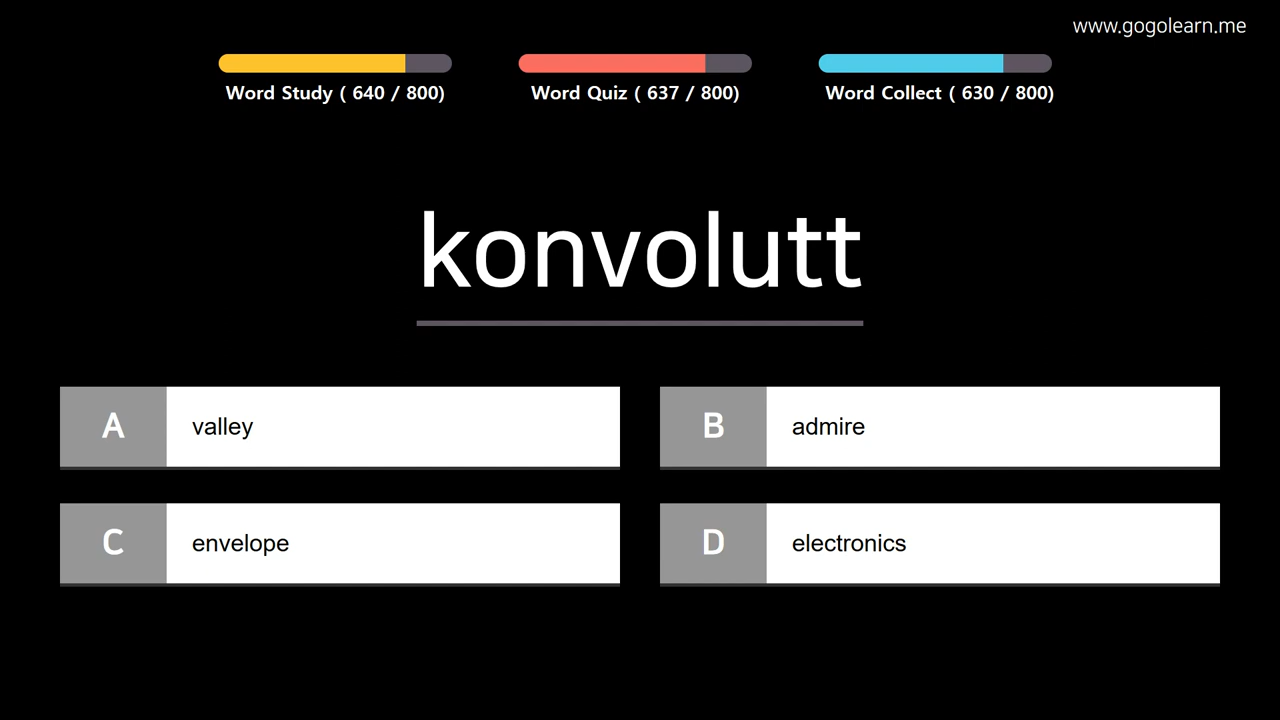 www.gogolearn.me
Word Study ( 640 / 800)
Word Quiz ( 637 / 800)
Word Collect ( 630 / 800)
konvolutt
A valley
B admire
C envelope
D electronics